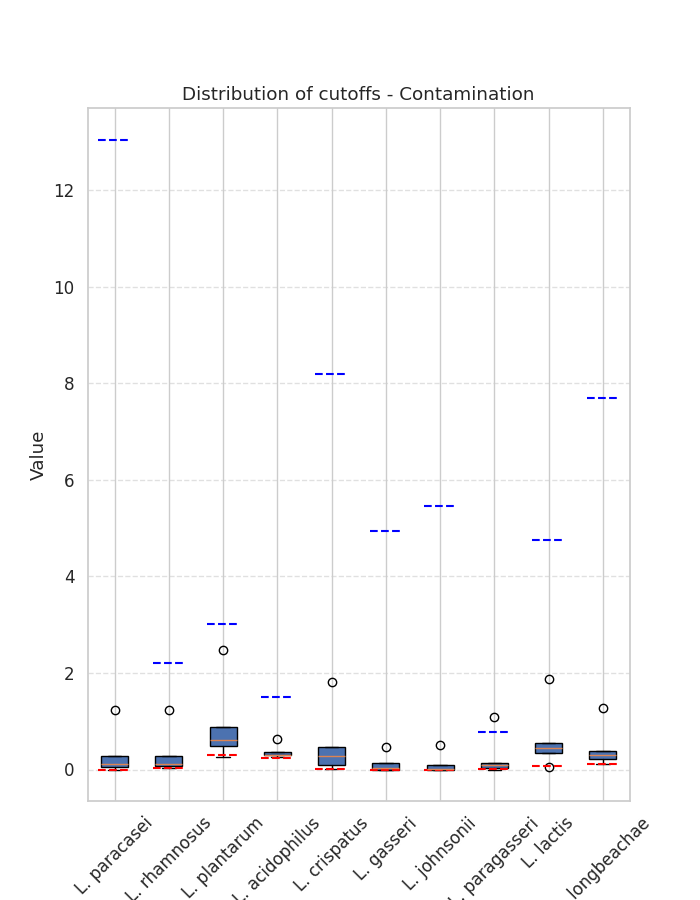 Distribution of cutoffs - Contamination
Value
12
10
8
6
4
2
0
L. paracasei
L. rhamnosus
L. plantarum
L. acidophilus
L. crispatus
L. gasseri
L. johnsonii
L. paragasseri
L. lactis
longbeachae